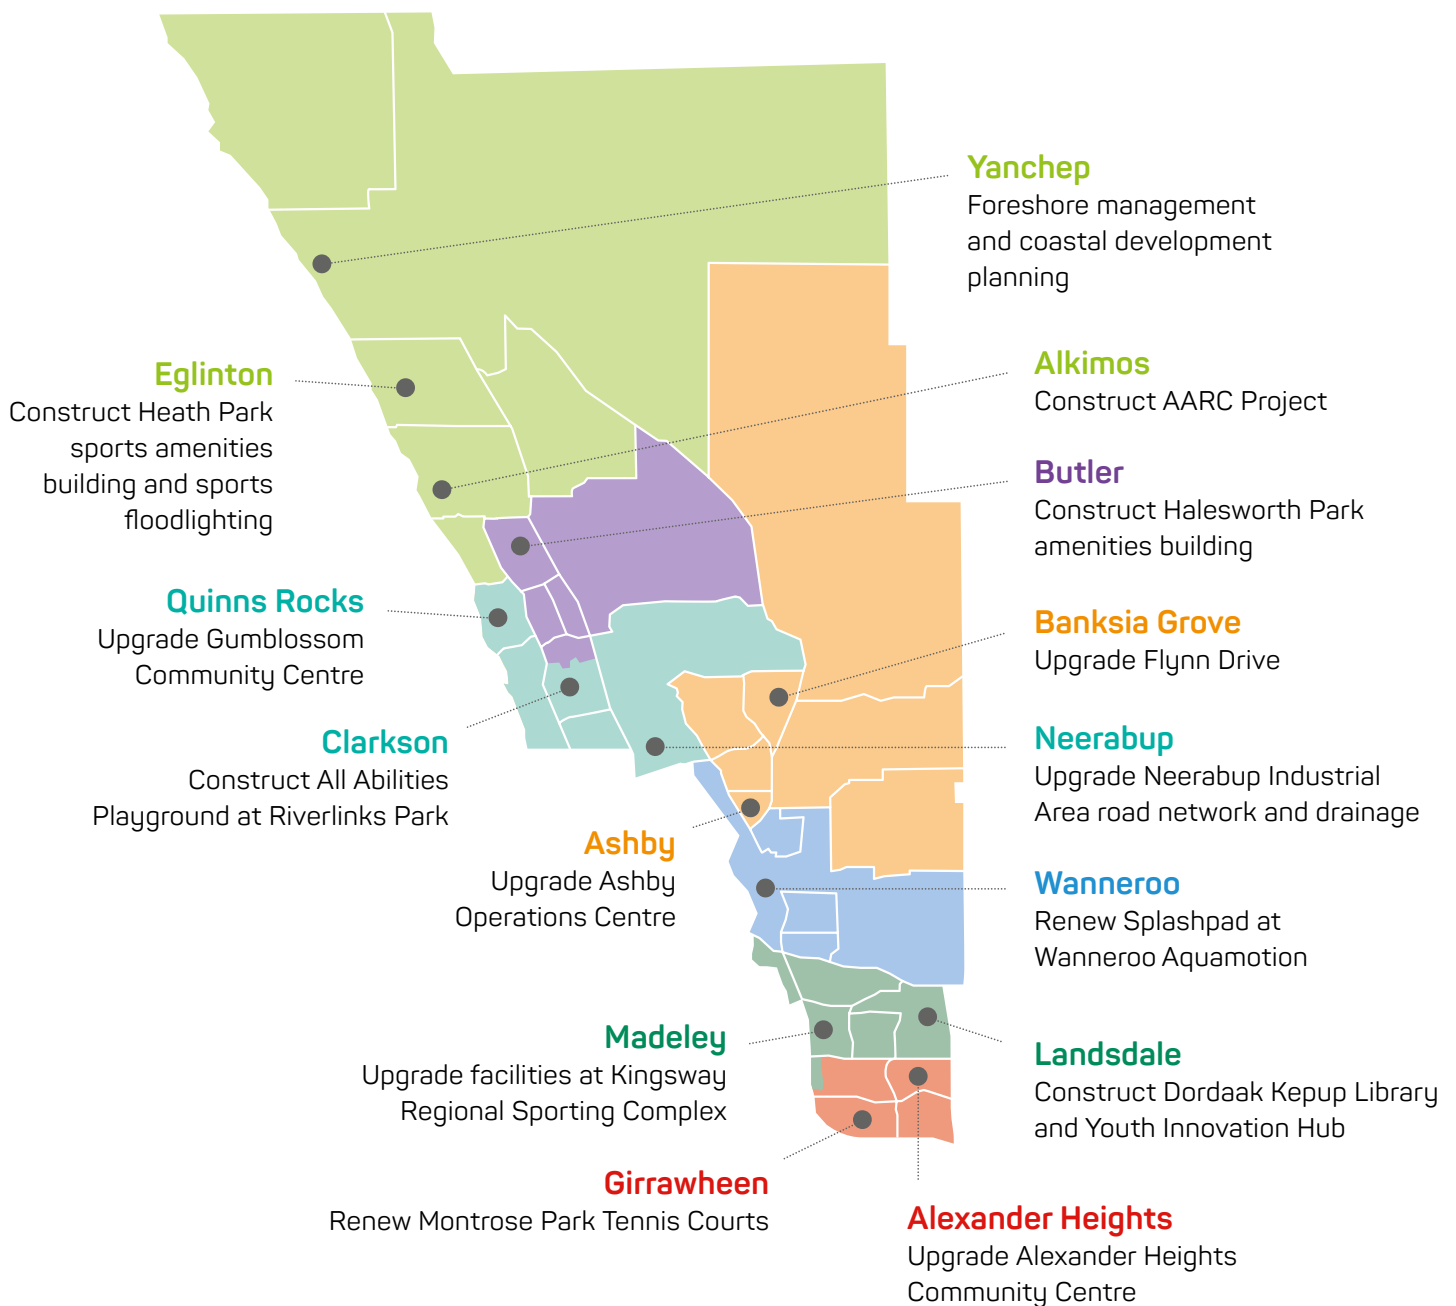 Yanchep
Foreshore management
and coastal development
planning
Eglinton
Construct Heath Park
sports amenities
building and sports
floodlighting
Alkimos
Construct AARC Project
Butler
Construct Halesworth Park
amenities building
Quinns Rocks
Upgrade Gumblossom
Community Centre
Banksia Grove
Upgrade Flynn Drive
Clarkson
Construct All Abilities
Playground at Riverlinks Park
Neerabup
Upgrade Neerabup Industrial
Area road network and drainage
Ashby
Upgrade Ashby
Operations Centre
Wanneroo
Renew Splashpad at
Wanneroo Aquamotion
Madeley
Upgrade facilities at Kingsway
Regional Sporting Complex
Landsdale
Construct Dordaak Kepup Library
and Youth Innovation Hub
Girrawheen
Renew Montrose Park Tennis Courts
Alexander Heights
Upgrade Alexander Heights
Community Centre